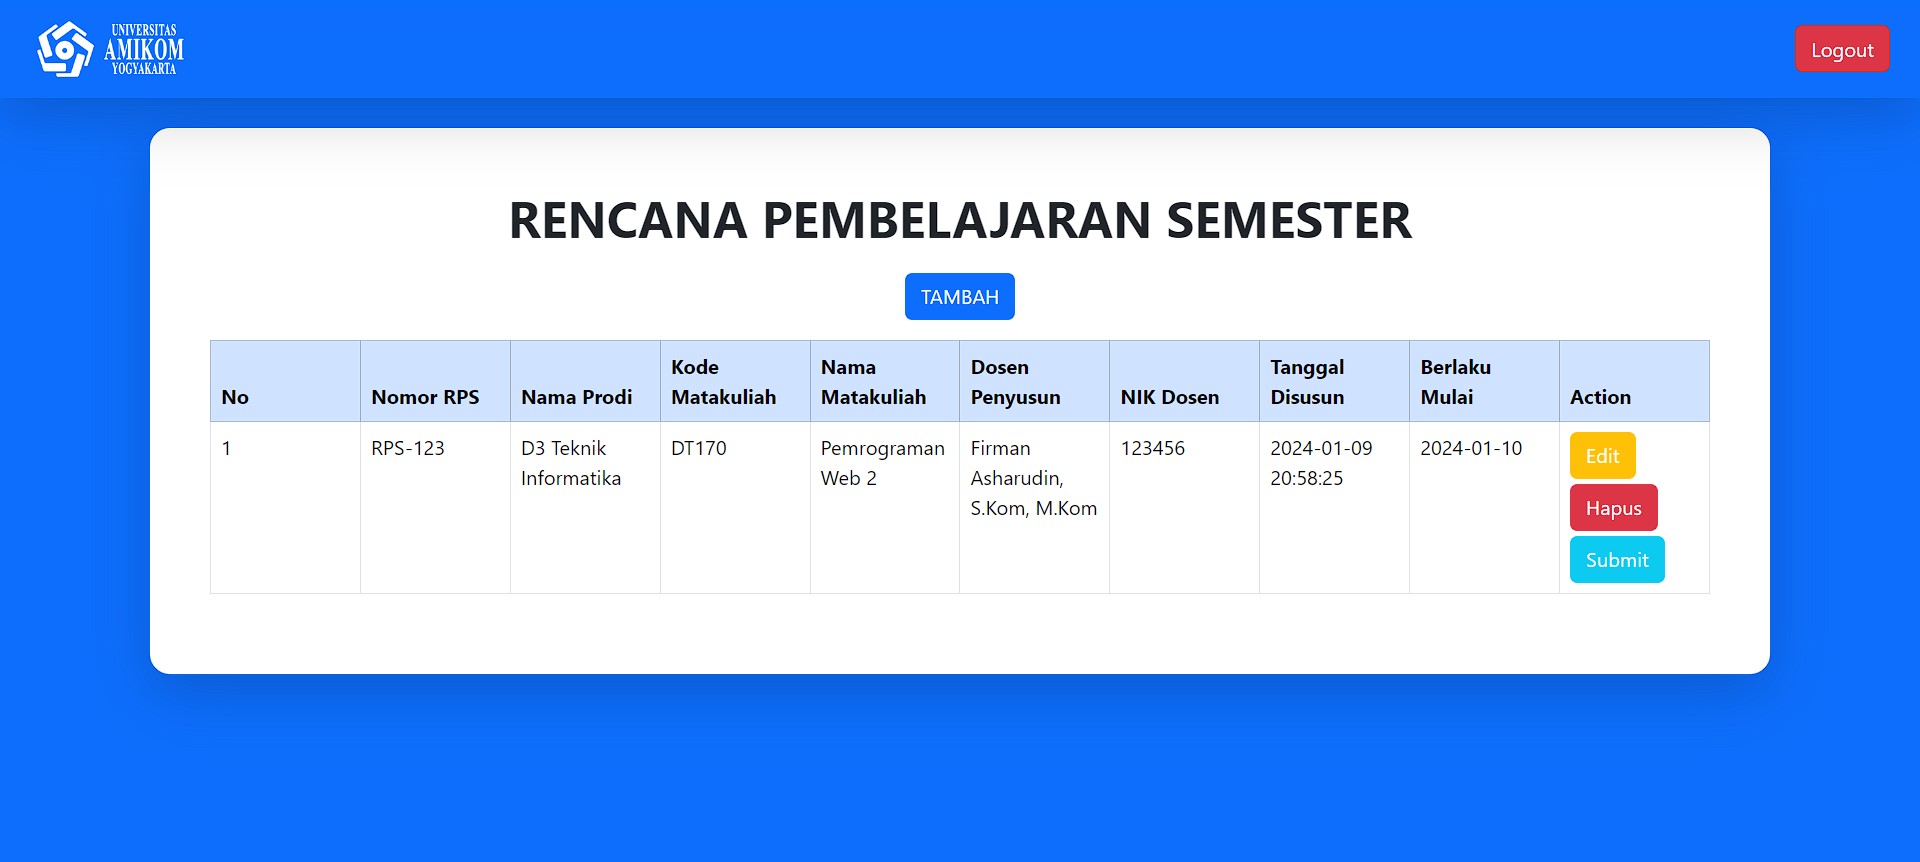 UNIVERSITAS
AMIKOM
YOGYAKARTA
Logout
RENCANA PEMBELAJARAN SEMESTER
TAMBAH
No
Nomor RPS
Nama Prodi
Kode
Matakuliah
Nama
Matakuliah
Dosen
Penyusun
NIK Dosen
Tanggal
Disusun
Berlaku
Mulai
Action
1
RPS-123
D3 Teknik
Informatika
DT170
Pemrograman
Web 2
Firman
Asharudin,
S.Kom, M.Kom
123456
2024-01-09
20:58:25
2024-01-10
Edit
Hapus
Submit